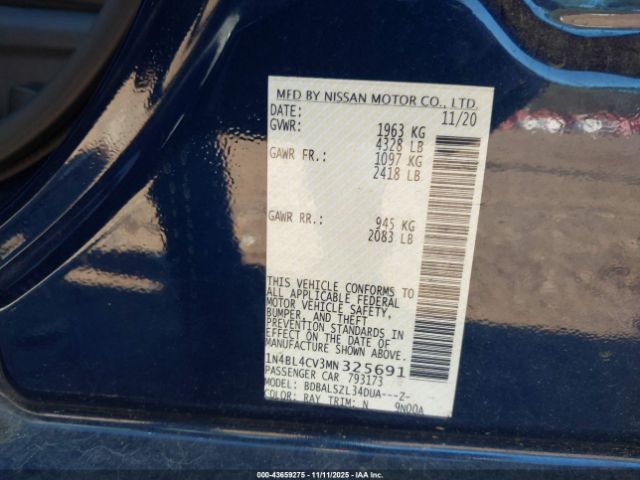 MFD BY NISSAN MOTOR CO., LTD.
DATE: 11/20
GVWR: 1963 KG
4328 LB
GAWR FR.: 1097 KG
2418 LB
GAWR RR.: 945 KG
2083 LB
THIS VEHICLE CONFORMS TO
ALL APPLICABLE FEDERAL
MOTOR VEHICLE SAFETY,
BUMPER, AND THEFT
PREVENTION STANDARDS IN
EFFECT ON THE DATE OF
MANUFACTURE SHOWN ABOVE.
1N4BL4CV3MN325691
PASSENGER CAR 793173
MODEL: BDBALSZL34DUA---Z-
COLOR: RAY TRIM: N 9N00A
© 00-43659275 - 11/11/2025 - IAA, Inc.